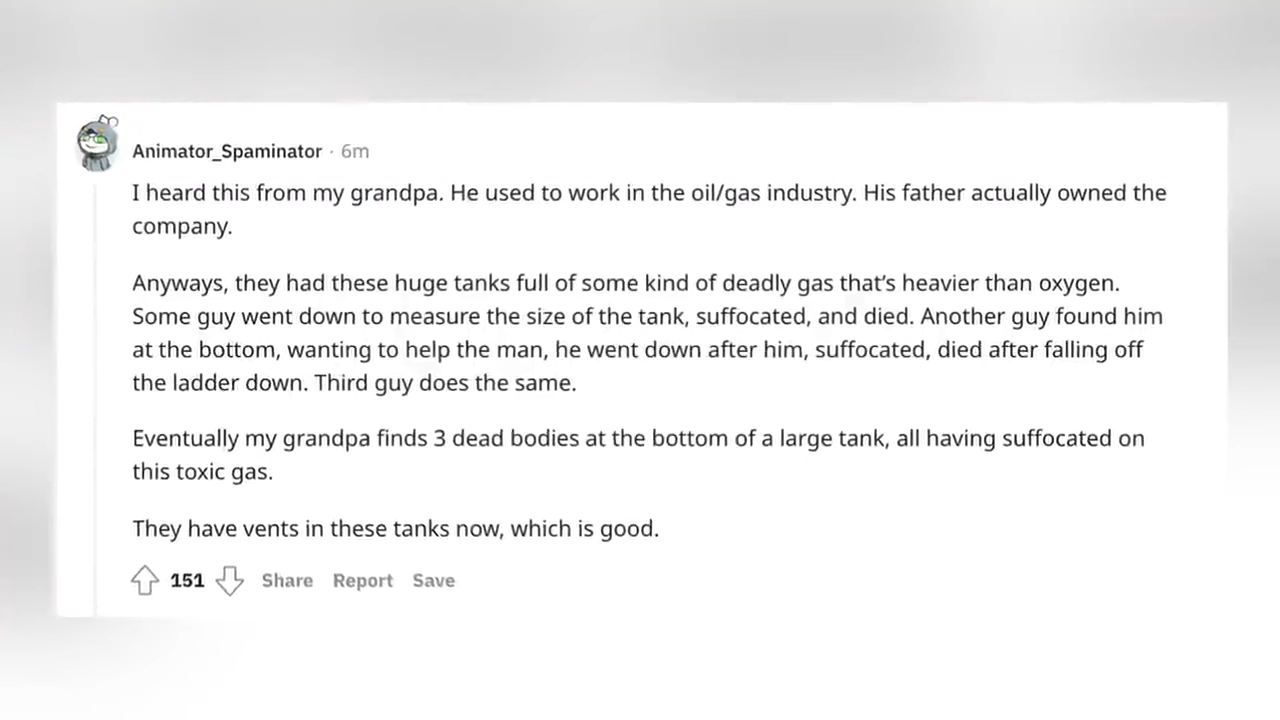 Animator_Spaminator · 6m
I heard this from my grandpa. He used to work in the oil/gas industry. His father actually owned the
company.
Anyways, they had these huge tanks full of some kind of deadly gas that's heavier than oxygen.
Some guy went down to measure the size of the tank, suffocated, and died. Another guy found him
at the bottom, wanting to help the man, he went down after him, suffocated, died after falling off
the ladder down. Third guy does the same.
Eventually my grandpa finds 3 dead bodies at the bottom of a large tank, all having suffocated on
this toxic gas.
They have vents in these tanks now, which is good.
151 Share Report Save